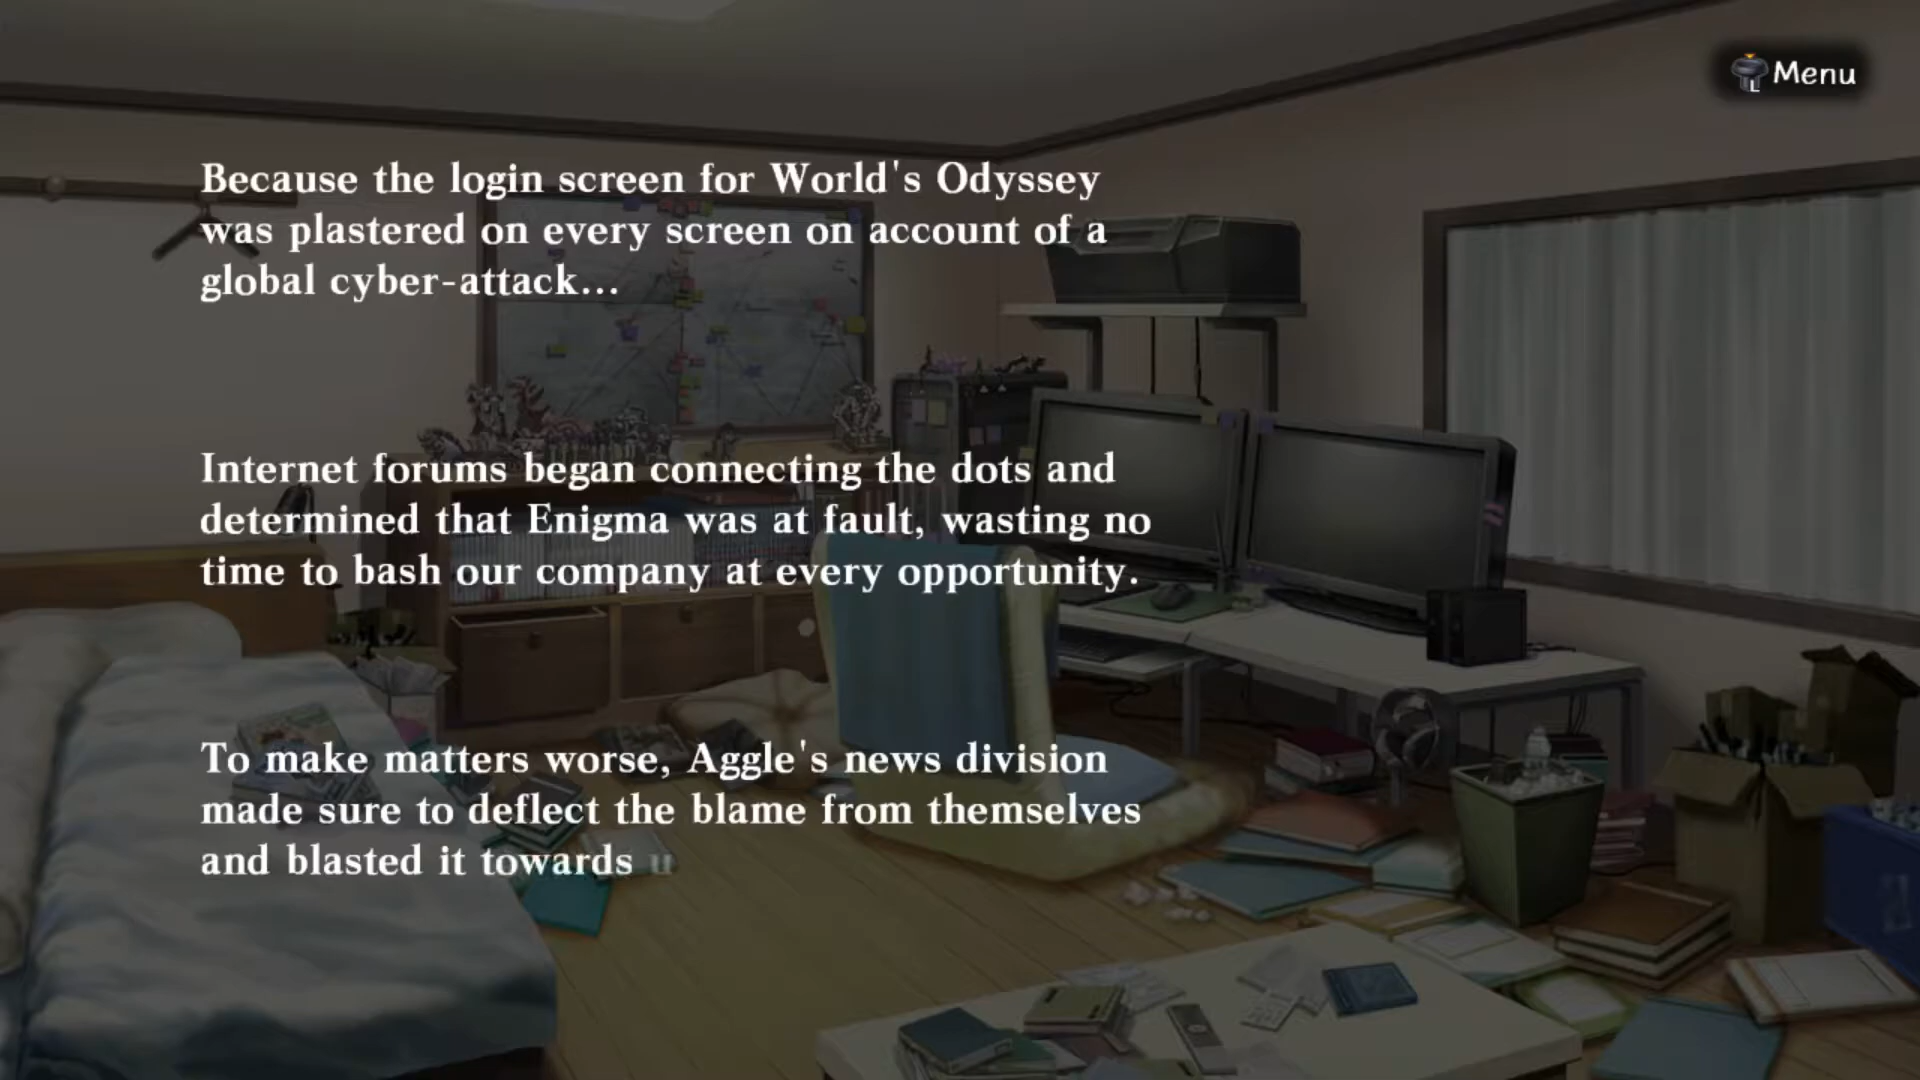 Menu
Because the login screen for World's Odyssey
was plastered on every screen on account of a
global cyber-attack...
Internet forums began connecting the dots and
determined that Enigma was at fault, wasting no
time to bash our company at every opportunity.
To make matters worse, Aggle's news division
made sure to deflect the blame from themselves
and blasted it towards u